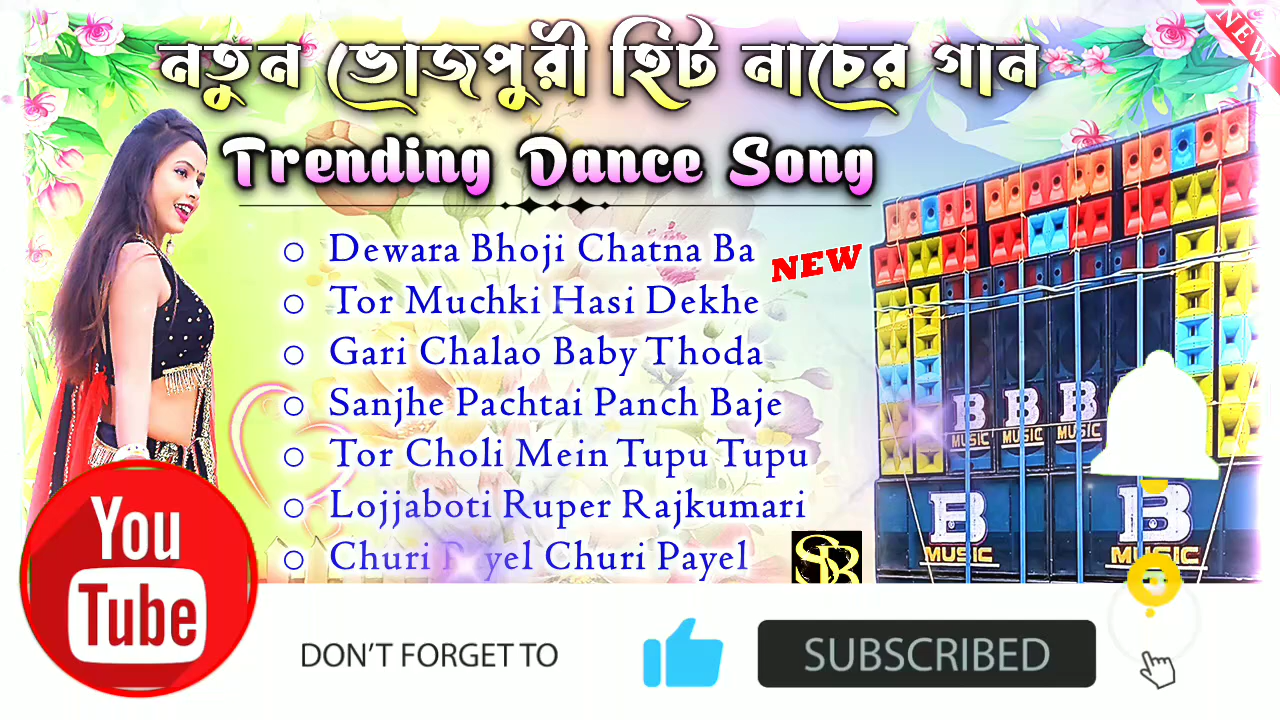 নতুন ভোজপুরী হিট নাচের গান
NEW
Trending Dance Song
Dewara Bhoji Chatna Ba
NEW
Tor Muchki Hasi Dekhe
Gari Chalao Baby Thoda
Sanjhe Pachtai Panch Baje
Tor Choli Mein Tupu Tupu
Lojjaboti Ruper Rajkumari
Churi Payel Churi Payel
B MUSIC B MUSIC B MUSIC
B MUSIC B MUSIC
SB
You
Tube
DON'T FORGET TO
SUBSCRIBED